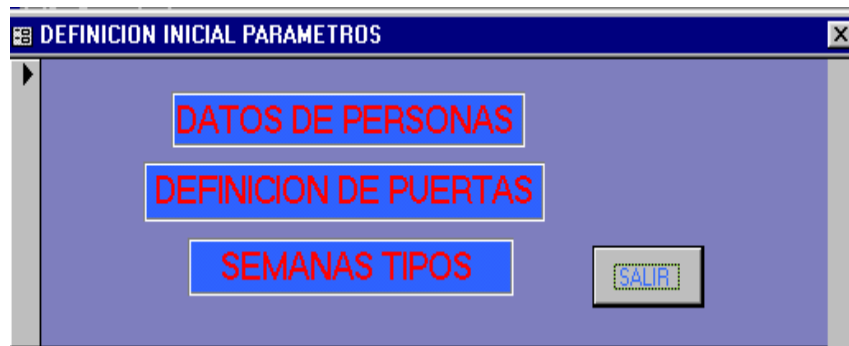 DEFINICION INICIAL PARAMETROS
DATOS DE PERSONAS
DEFINICION DE PUERTAS
SEMANAS TIPOS
SALIR